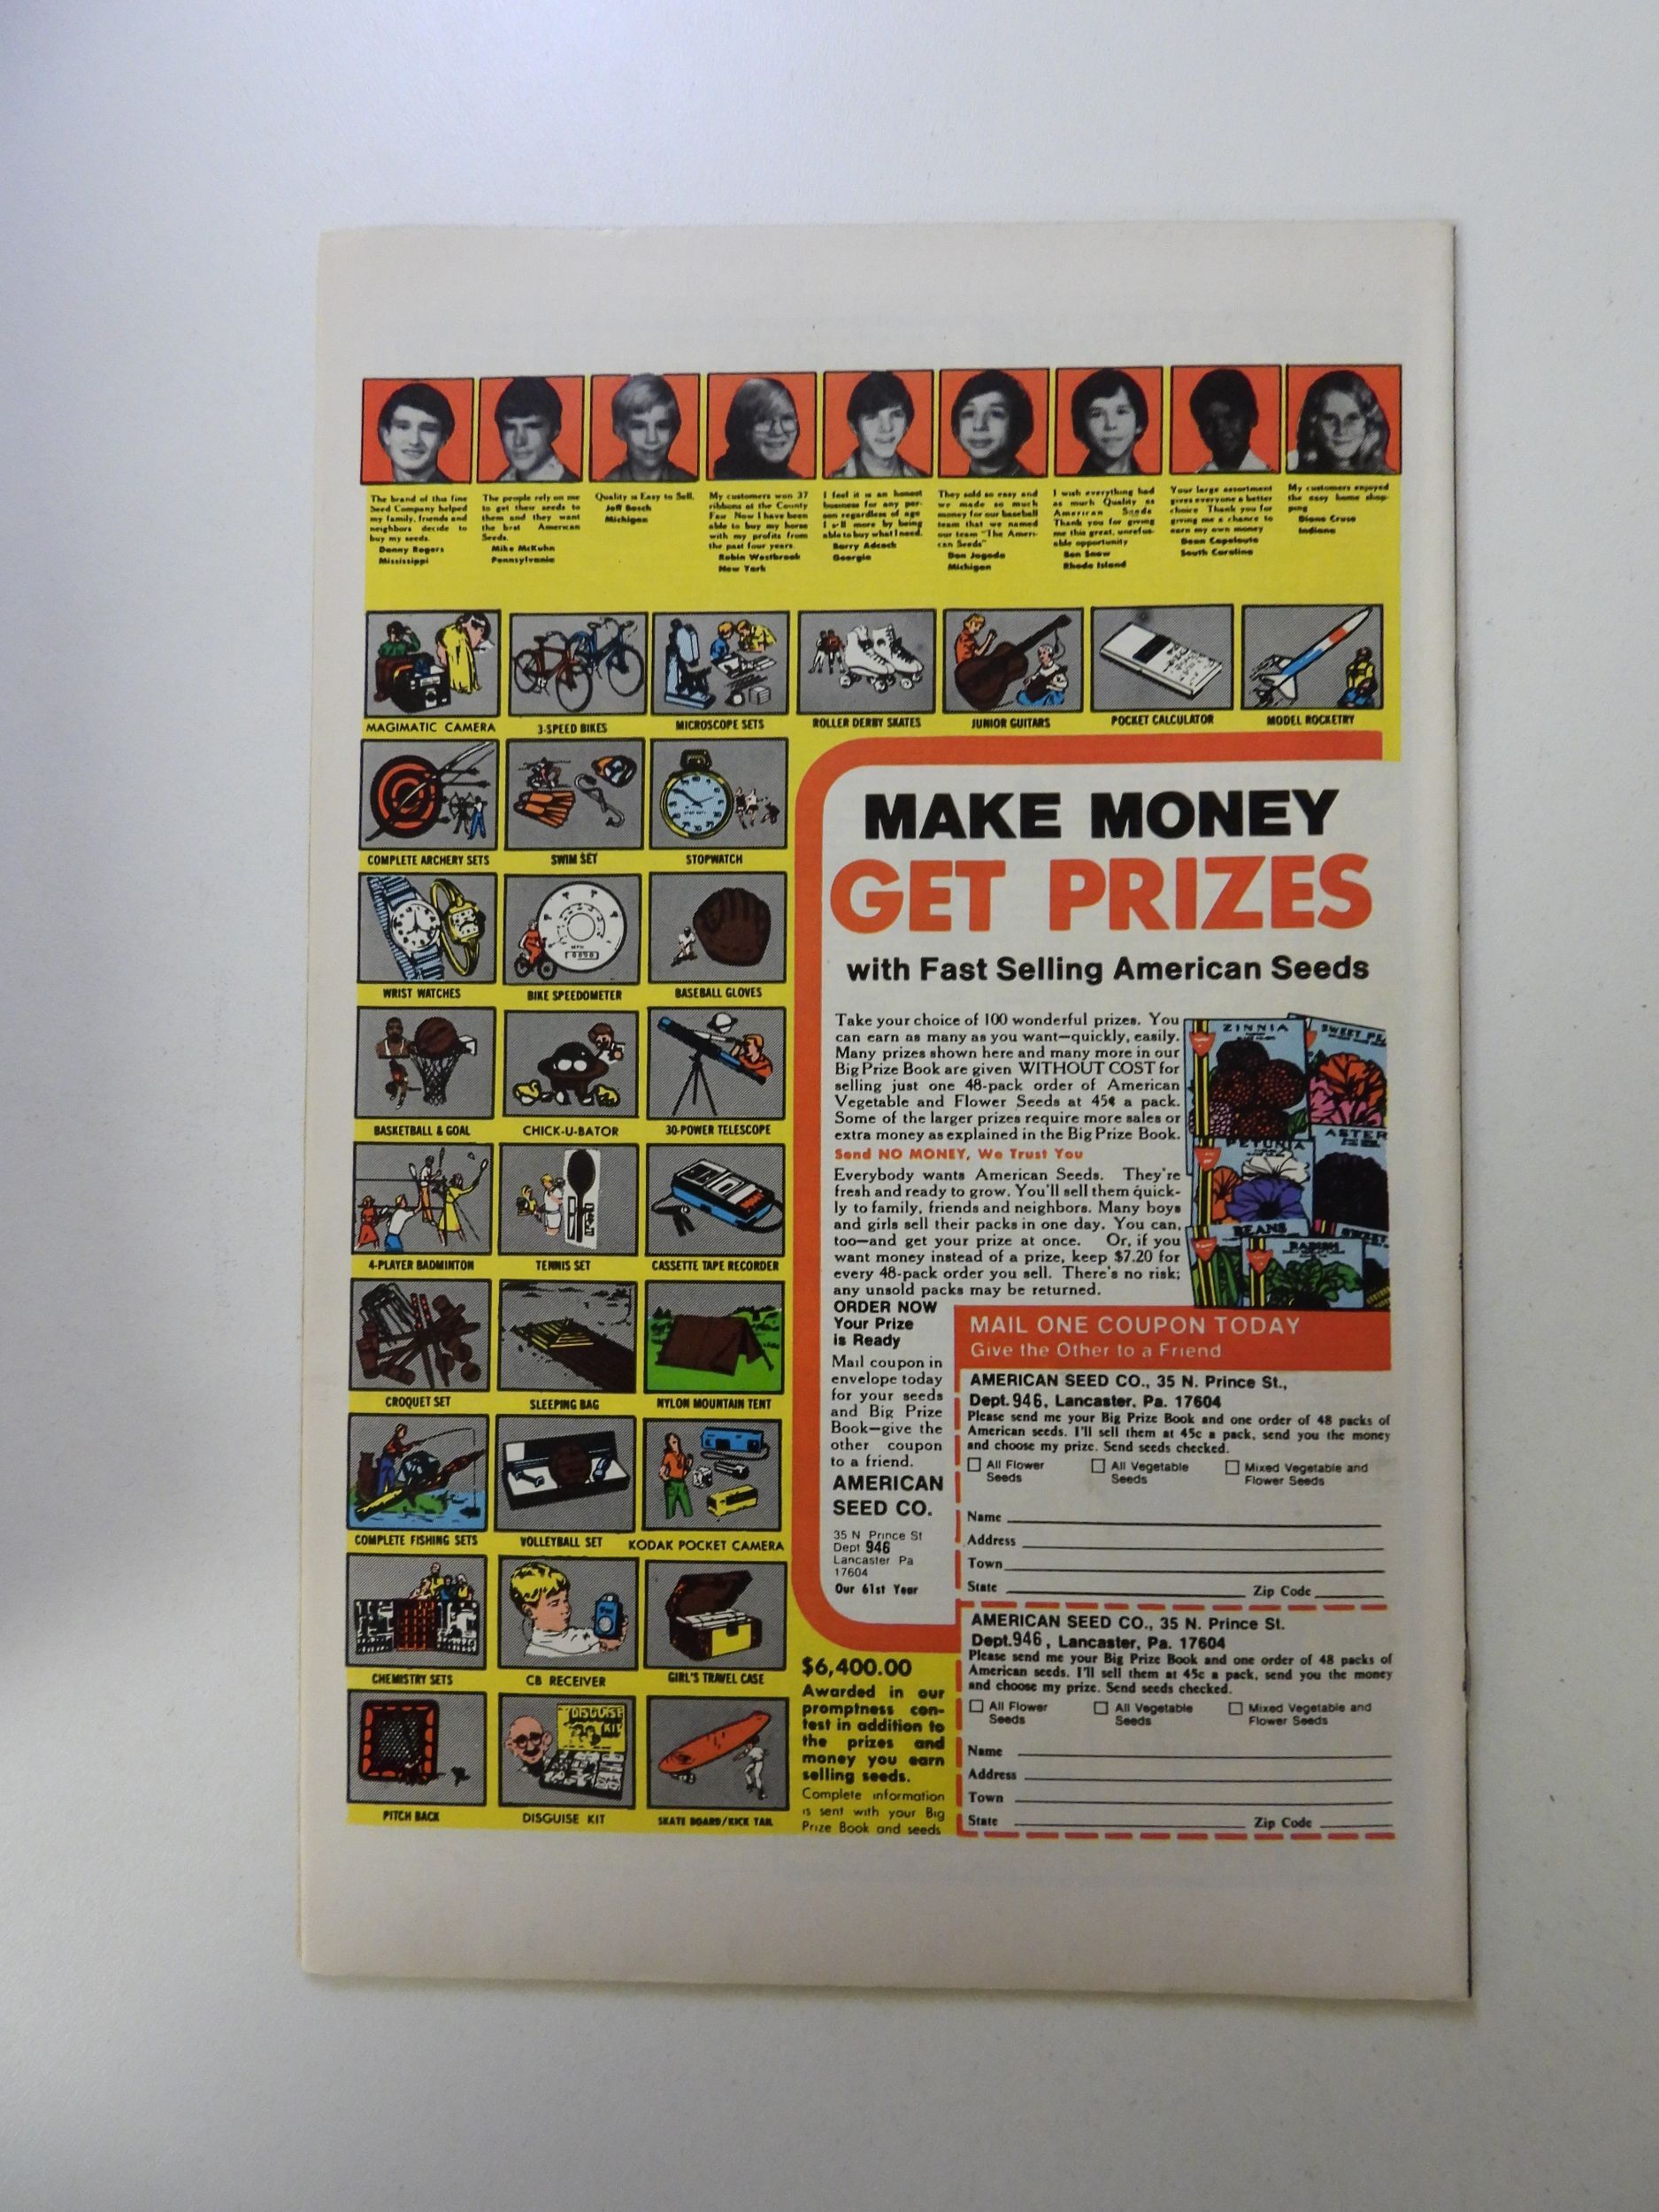 The brand of this fine
Seed Company helped
my family, friends and
neighbors decide to
buy my seeds.
Danny Rogers
Mississippi
The people rely on me
to get their seeds to
them and they want
the best American
Seeds.
Mike McKuhn
Pennsylvania
Quality is Easy to Sell.
Jeff Bosch
Michigan
My customers won 37
ribbons at the County
Fair Now I have been
able to buy my horse
with my profits from
the past four years.
Robin Westbrook
New York
I feel it is an honest
business for any per-
son regardless of age
I sell more by being
able to buy what I need.
Barry Adcock
Georgia
They sold so easy and
we made so much
money for our baseball
team that we named
our team "The Ameri-
can Seeds"
Dan Jagoda
Michigan
I wish everything had
as much Quality as
American Seeds
Thank you for giving
me this great, unrefus-
able opportunity
Ben Snow
Rhode Island
Your large assortment
gives everyone a better
choice Thank you for
giving me a chance to
earn my own money
Dean Capelouto
South Carolina
My customers enjoyed
the easy home shop-
ping
Diane Cruse
Indiana
MAGIMATIC CAMERA
3-SPEED BIKES
MICROSCOPE SETS
ROLLER DERBY SKATES
JUNIOR GUITARS
POCKET CALCULATOR
MODEL ROCKETRY
COMPLETE ARCHERY SETS
SWIM SET
STOPWATCH
WRIST WATCHES
BIKE SPEEDOMETER
BASEBALL GLOVES
BASKETBALL & GOAL
CHICK-U-BATOR
30-POWER TELESCOPE
4-PLAYER BADMINTON
TENNIS SET
CASSETTE TAPE RECORDER
CROQUET SET
SLEEPING BAG
NYLON MOUNTAIN TENT
COMPLETE FISHING SETS
VOLLEYBALL SET
KODAK POCKET CAMERA
CHEMISTRY SETS
CB RECEIVER
GIRL'S TRAVEL CASE
DISGUISE
KIT
PITCH BACK
DISGUISE KIT
SKATE BOARD/KICK TAIL
MAKE MONEY
GET PRIZES
with Fast Selling American Seeds
Take your choice of 100 wonderful prizes. You
can earn as many as you want—quickly, easily.
Many prizes shown here and many more in our
Big Prize Book are given WITHOUT COST for
selling just one 48-pack order of American
Vegetable and Flower Seeds at 45¢ a pack.
Some of the larger prizes require more sales or
extra money as explained in the Big Prize Book.
Send NO MONEY, We Trust You
Everybody wants American Seeds. They're
fresh and ready to grow. You'll sell them quick-
ly to family, friends and neighbors. Many boys
and girls sell their packs in one day. You can,
too—and get your prize at once. Or, if you
want money instead of a prize, keep $7.20 for
every 48-pack order you sell. There's no risk;
any unsold packs may be returned.
ZINNIA
SWEET PE
PETUNIA
ASTER
BEANS
SWEET
RADISH
ORDER NOW
Your Prize
is Ready
Mail coupon in
envelope today
for your seeds
and Big Prize
Book—give the
other coupon
to a friend.
AMERICAN
SEED CO.
35 N Prince St
Dept 946
Lancaster Pa
17604
Our 61st Year
MAIL ONE COUPON TODAY
Give the Other to a Friend
AMERICAN SEED CO., 35 N. Prince St.,
Dept. 946, Lancaster, Pa. 17604
Please send me your Big Prize Book and one order of 48 packs of
American seeds. I'll sell them at 45c a pack, send you the money
and choose my prize. Send seeds checked.
All Flower
Seeds
All Vegetable
Seeds
Mixed Vegetable and
Flower Seeds
Name
Address
Town
State Zip Code
AMERICAN SEED CO., 35 N. Prince St.
Dept. 946, Lancaster, Pa. 17604
Please send me your Big Prize Book and one order of 48 packs of
American seeds. I'll sell them at 45c a pack, send you the money
and choose my prize. Send seeds checked.
All Flower
Seeds
All Vegetable
Seeds
Mixed Vegetable and
Flower Seeds
Name
Address
Town
State Zip Code
$6,400.00
Awarded in our
promptness con-
test in addition to
the prizes and
money you earn
selling seeds.
Complete information
is sent with your Big
Prize Book and seeds